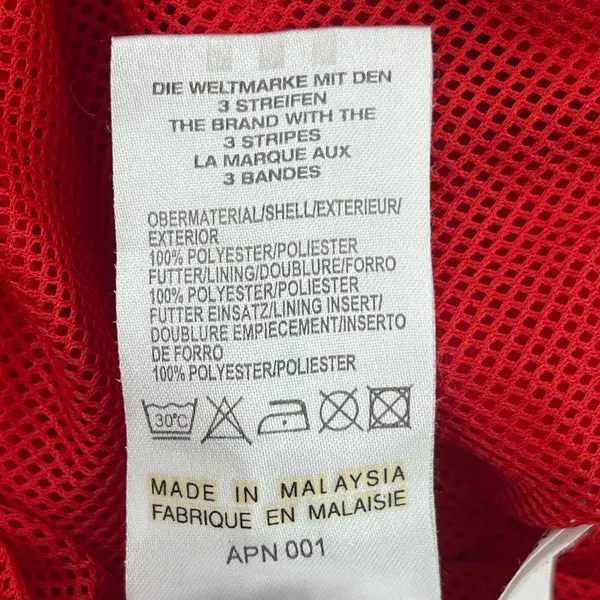 DIE WELTMARKE MIT DEN
3 STREIFEN
THE BRAND WITH THE
3 STRIPES
LA MARQUE AUX
3 BANDES
OBERMATERIAL/SHELL/EXTERIEUR/
EXTERIOR
100% POLYESTER/POLIESTER
FUTTER/LINING/DOUBLURE/FORRO
100% POLYESTER/POLIESTER
FUTTER EINSATZ/LINING INSERT/
DOUBLURE EMPIECEMENT/INSERTO
DE FORRO
100% POLYESTER/POLIESTER
30°C
MADE IN MALAYSIA
FABRIQUE EN MALAISIE
APN 001